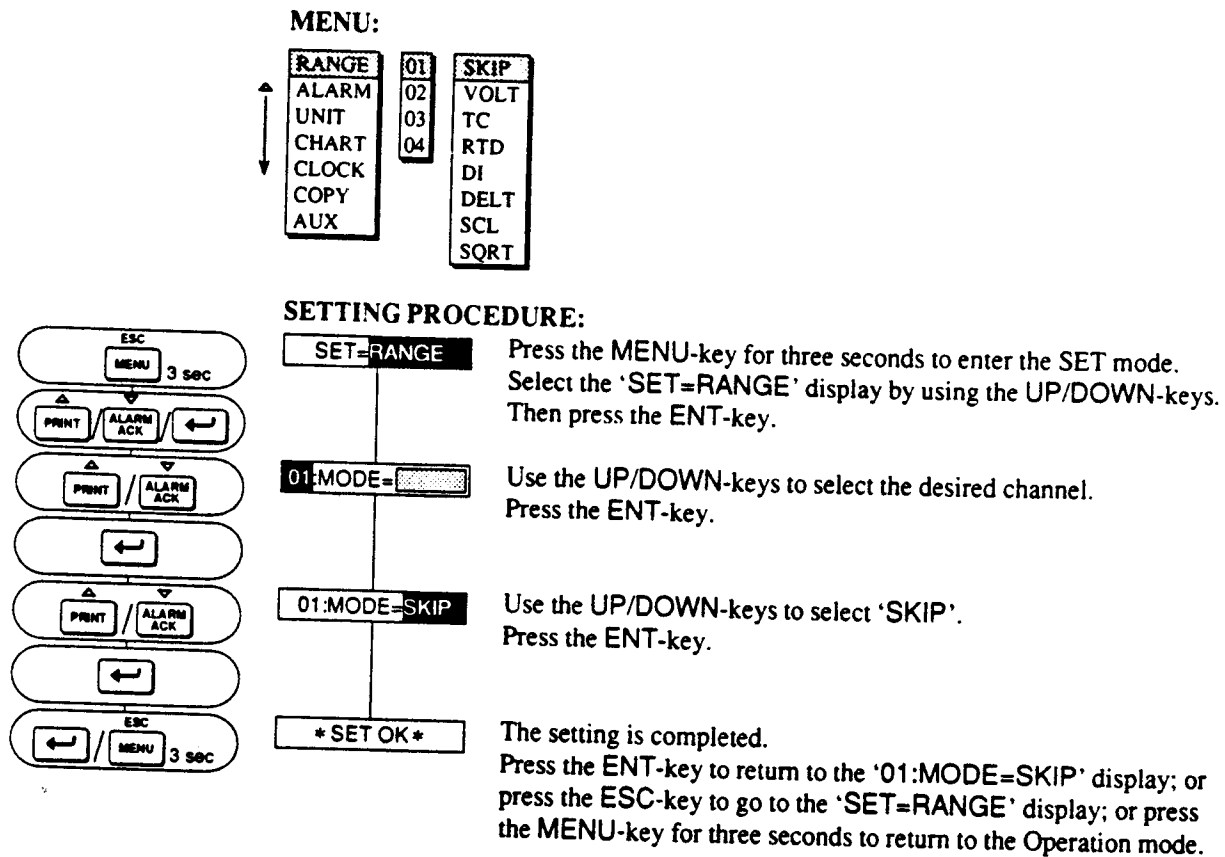 MENU:
RANGE 01 SKIP
ALARM 02 VOLT
UNIT 03 TC
CHART 04 RTD
CLOCK DI
COPY DELT
AUX SCL
SQRT
SETTING PROCEDURE:
ESC
MENU 3 sec
SET=RANGE
Press the MENU-key for three seconds to enter the SET mode.
Select the ‘SET=RANGE’ display by using the UP/DOWN-keys.
Then press the ENT-key.
PRINT / ALARM ACK /
PRINT / ALARM ACK
01:MODE=
Use the UP/DOWN-keys to select the desired channel.
Press the ENT-key.
PRINT / ALARM ACK
01:MODE=SKIP
Use the UP/DOWN-keys to select ‘SKIP’.
Press the ENT-key.
ESC
/ MENU 3 sec
* SET OK *
The setting is completed.
Press the ENT-key to return to the ‘01:MODE=SKIP’ display; or
press the ESC-key to go to the ‘SET=RANGE’ display; or press
the MENU-key for three seconds to return to the Operation mode.